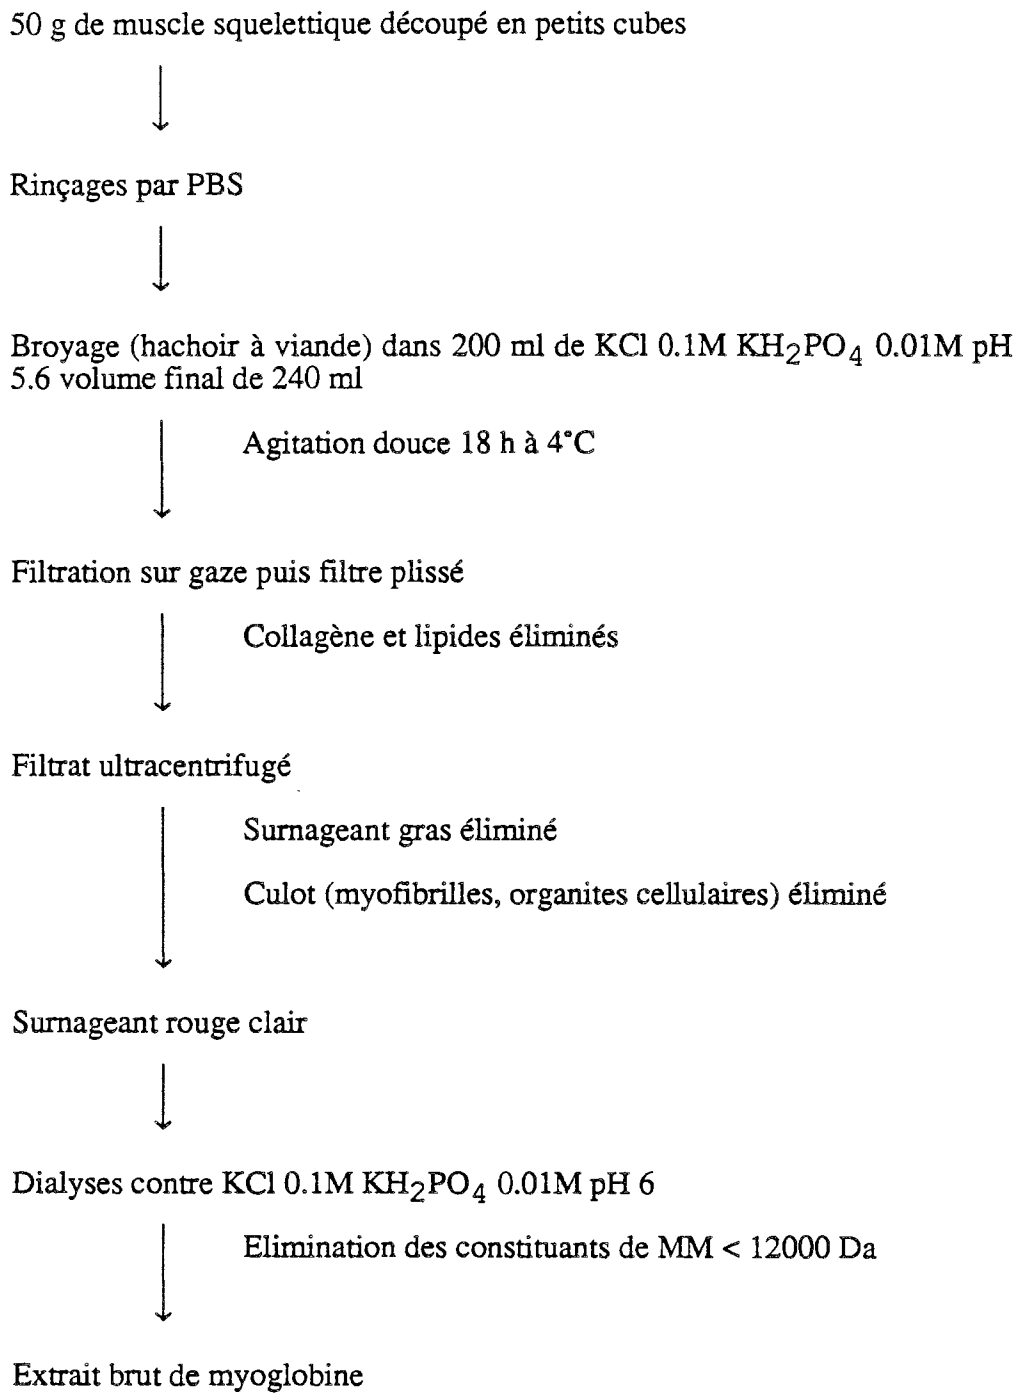 50 g de muscle squelettique découpé en petits cubes
Rinçages par PBS
Broyage (hachoir à viande) dans 200 ml de KCl 0.1M KH₂PO₄ 0.01M pH
5.6 volume final de 240 ml
Agitation douce 18 h à 4°C
Filtration sur gaze puis filtre plissé
Collagène et lipides éliminés
Filtrat ultracentrifugé
Surnageant gras éliminé
Culot (myofibrilles, organites cellulaires) éliminé
Surnageant rouge clair
Dialyses contre KCl 0.1M KH₂PO₄ 0.01M pH 6
Elimination des constituants de MM < 12000 Da
Extrait brut de myoglobine